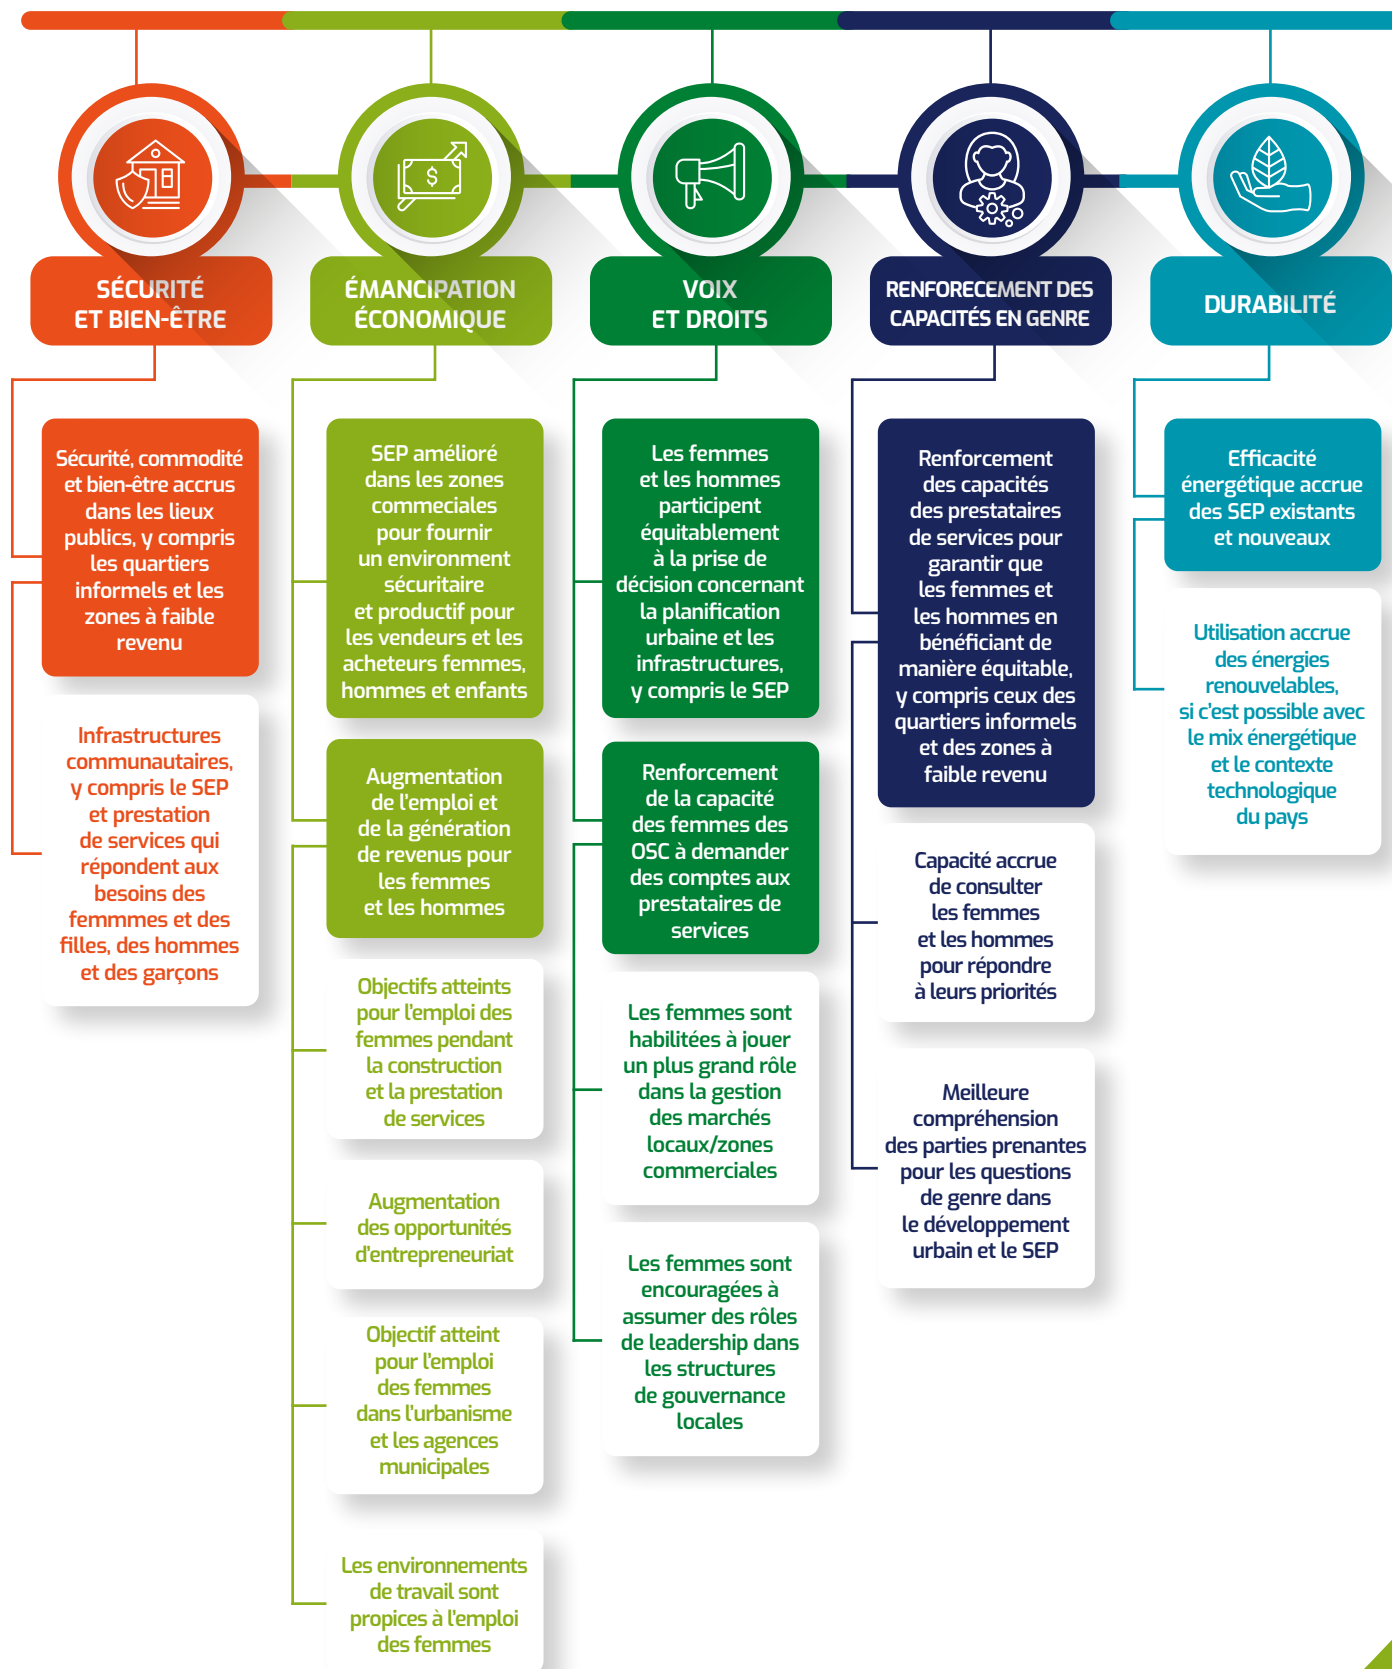 SÉCURITÉ
ET BIEN-ÊTRE
Sécurité, commodité
et bien-être accrus
dans les lieux
publics, y compris
les quartiers
informels et les
zones à faible
revenu
Infrastructures
communautaires,
y compris le SEP
et prestation
de services qui
répondent aux
besoins des
femmmes et des
filles, des hommes
et des garçons
ÉMANCIPATION
ÉCONOMIQUE
SEP amélioré
dans les zones
commeciales
pour fournir
un environment
sécuritaire
et productif pour
les vendeurs et les
acheteurs femmes,
hommes et enfants
Augmentation
de l'emploi et
de la génération
de revenus pour
les femmes
et les hommes
Objectifs atteints
pour l'emploi des
femmes pendant
la construction
et la prestation
de services
Augmentation
des opportunités
d'entrepreneuriat
Objectif atteint
pour l'emploi
des femmes
dans l'urbanisme
et les agences
municipales
Les environnements
de travail sont
propices à l'emploi
des femmes
VOIX
ET DROITS
Les femmes
et les hommes
participent
équitablement
à la prise de
décision concernant
la planification
urbaine et les
infrastructures,
y compris le SEP
Renforcement
de la capacité
des femmes des
OSC à demander
des comptes aux
prestataires de
services
Les femmes sont
habilitées à jouer
un plus grand rôle
dans la gestion
des marchés
locaux/zones
commerciales
Les femmes sont
encouragées à
assumer des rôles
de leadership dans
les structures
de gouvernance
locales
RENFORECEMENT DES
CAPACITÉS EN GENRE
Renforcement
des capacités
des prestataires
de services pour
garantir que
les femmes et
les hommes en
bénéficiant de
manière équitable,
y compris ceux des
quartiers informels
et des zones à
faible revenu
Capacité accrue
de consulter
les femmes
et les hommes
pour répondre
à leurs priorités
Meilleure
compréhension
des parties prenantes
pour les questions
de genre dans
le développement
urbain et le SEP
DURABILITÉ
Efficacité
énergétique accrue
des SEP existants
et nouveaux
Utilisation accrue
des énergies
renouvelables,
si c'est possible avec
le mix énergétique
et le contexte
technologique
du pays